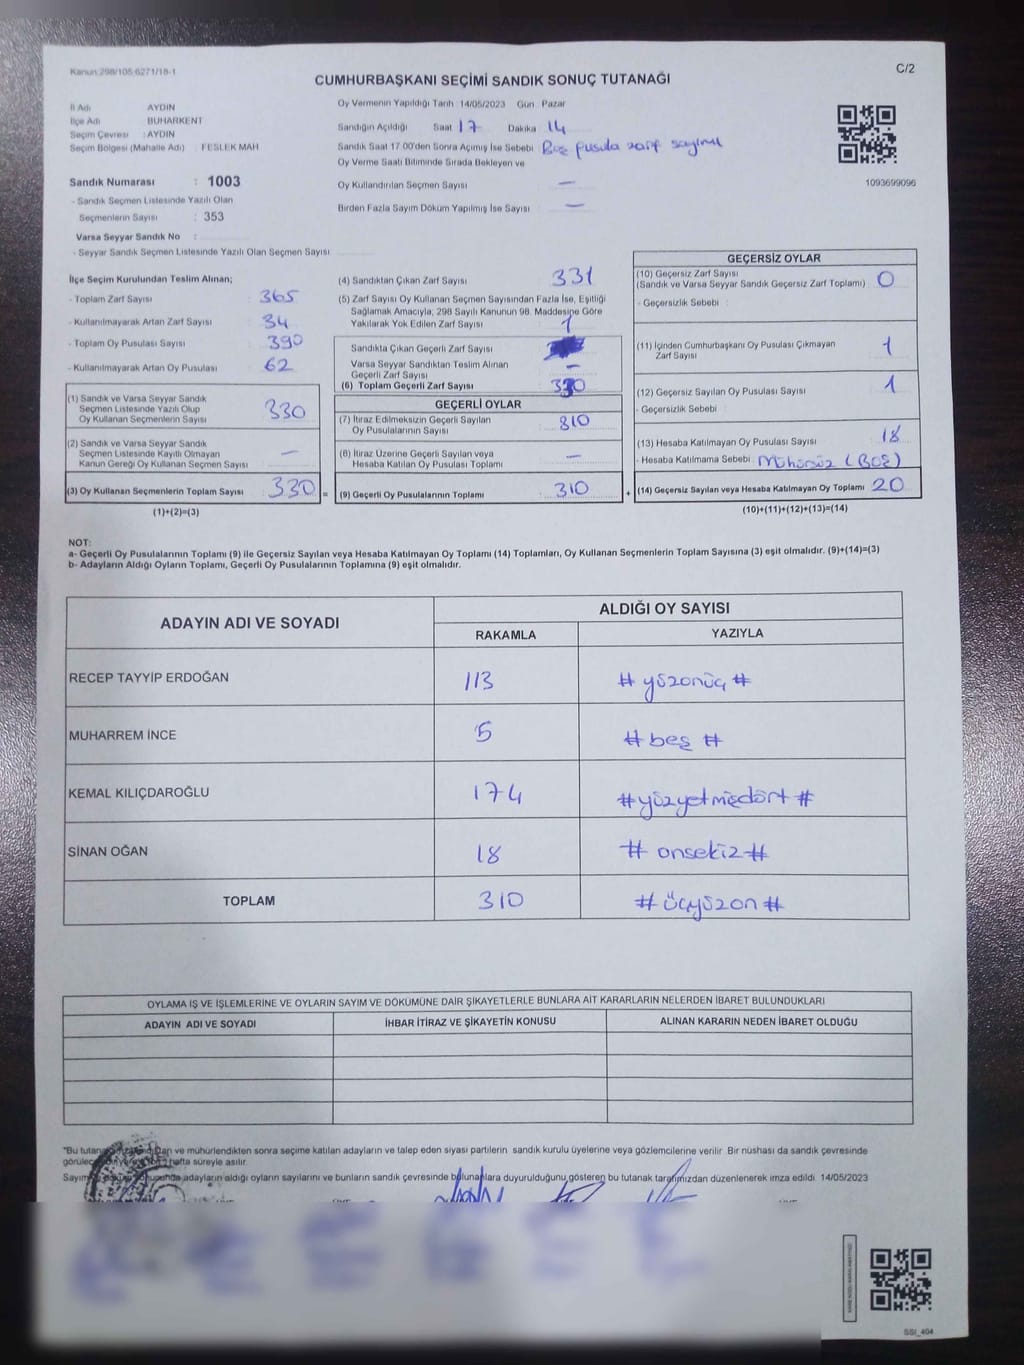 Kanun:298/105,6271/18-1
C/2
CUMHURBAŞKANI SEÇİMİ SANDIK SONUÇ TUTANAĞI
İl Adı AYDIN
İlçe Adı BUHARKENT
Seçim Çevresi : AYDIN
Seçim Bölgesi (Mahalle Adı) : FESLEK MAH
Sandık Numarası : 1003
- Sandık Seçmen Listesinde Yazılı Olan
Seçmenlerin Sayısı : 353
Varsa Seyyar Sandık No :
- Seyyar Sandık Seçmen Listesinde Yazılı Olan Seçmen Sayısı
Oy Vermenin Yapıldığı Tarih :14/05/2023 Gün Pazar
Sandığın Açıldığı Saat 17 Dakika 14
Sandık Saat 17.00'den Sonra Açılmış İse Sebebi Boş pusula zarf sayımı
Oy Verme Saati Bitiminde Sırada Bekleyen ve
Oy Kullandırılan Seçmen Sayısı —
Birden Fazla Sayım Döküm Yapılmış İse Sayısı —
1093699096
İlçe Seçim Kurulundan Teslim Alınan;
- Toplam Zarf Sayısı 365
- Kullanılmayarak Artan Zarf Sayısı 34
- Toplam Oy Pusulası Sayısı 390
- Kullanılmayarak Artan Oy Pusulası 62
(1) Sandık ve Varsa Seyyar Sandık
Seçmen Listesinde Yazılı Olup
Oy Kullanan Seçmenlerin Sayısı 330
(2) Sandık ve Varsa Seyyar Sandık
Seçmen Listesinde Kayıtlı Olmayan
Kanun Gereği Oy Kullanan Seçmen Sayısı —
(3) Oy Kullanan Seçmenlerin Toplam Sayısı 330 =
(1)+(2)=(3)
(4) Sandıktan Çıkan Zarf Sayısı 331
(5) Zarf Sayısı Oy Kullanan Seçmen Sayısından Fazla İse, Eşitliği
Sağlamak Amacıyla, 298 Sayılı Kanunun 98. Maddesine Göre
Yakılarak Yok Edilen Zarf Sayısı 1
Sandıkta Çıkan Geçerli Zarf Sayısı
Varsa Seyyar Sandıktan Teslim Alınan
Geçerli Zarf Sayısı —
(6) Toplam Geçerli Zarf Sayısı 330
GEÇERLİ OYLAR
(7) İtiraz Edilmeksizin Geçerli Sayılan
Oy Pusulalarının Sayısı 310
(8) İtiraz Üzerine Geçerli Sayılan veya
Hesaba Katılan Oy Pusulası Toplamı —
(9) Geçerli Oy Pusulalarının Toplamı 310 +
GEÇERSİZ OYLAR
(10) Geçersiz Zarf Sayısı
(Sandık ve Varsa Seyyar Sandık Geçersiz Zarf Toplamı) : 0
- Geçersizlik Sebebi :
(11) İçinden Cumhurbaşkanı Oy Pusulası Çıkmayan
Zarf Sayısı 1
(12) Geçersiz Sayılan Oy Pusulası Sayısı 1
- Geçersizlik Sebebi :
(13) Hesaba Katılmayan Oy Pusulası Sayısı 18
- Hesaba Katılmama Sebebi : Mühürsüz (BOŞ)
(14) Geçersiz Sayılan veya Hesaba Katılmayan Oy Toplamı 20
(10)+(11)+(12)+(13)=(14)
NOT:
a- Geçerli Oy Pusulalarının Toplamı (9) ile Geçersiz Sayılan veya Hesaba Katılmayan Oy Toplamı (14) Toplamları, Oy Kullanan Seçmenlerin Toplam Sayısına (3) eşit olmalıdır. (9)+(14)=(3)
b- Adayların Aldığı Oyların Toplamı, Geçerli Oy Pusulalarının Toplamına (9) eşit olmalıdır.
ADAYIN ADI VE SOYADI ALDIĞI OY SAYISI
RAKAMLA YAZIYLA
RECEP TAYYİP ERDOĞAN 113 # yüzonüç #
MUHARREM İNCE 5 # beş #
KEMAL KILIÇDAROĞLU 174 # yüzyetmişdört #
SİNAN OĞAN 18 # onsekiz #
TOPLAM 310 # üçyüzon #
OYLAMA İŞ VE İŞLEMLERİNE VE OYLARIN SAYIM VE DÖKÜMÜNE DAİR ŞİKAYETLERLE BUNLARA AİT KARARLARIN NELERDEN İBARET BULUNDUKLARI
ADAYIN ADI VE SOYADI İHBAR İTİRAZ VE ŞİKAYETİN KONUSU ALINAN KARARIN NEDEN İBARET OLDUĞU
"Bu ve mühürlendikten sonra seçime katılan adayların ve talep eden siyasi partilerin sandık kurulu üyelerine veya gözlemcilerine verilir. Bir nüshası da sandık çevresinde
hafta süreyle asılır.
adayların aldığı oyların sayılarını ve bunların sandık çevresinde bulunanlara duyurulduğunu gösteren bu tutanak tarafımızdan düzenlenerek imza edildi. 14/05/2023
SSI_404